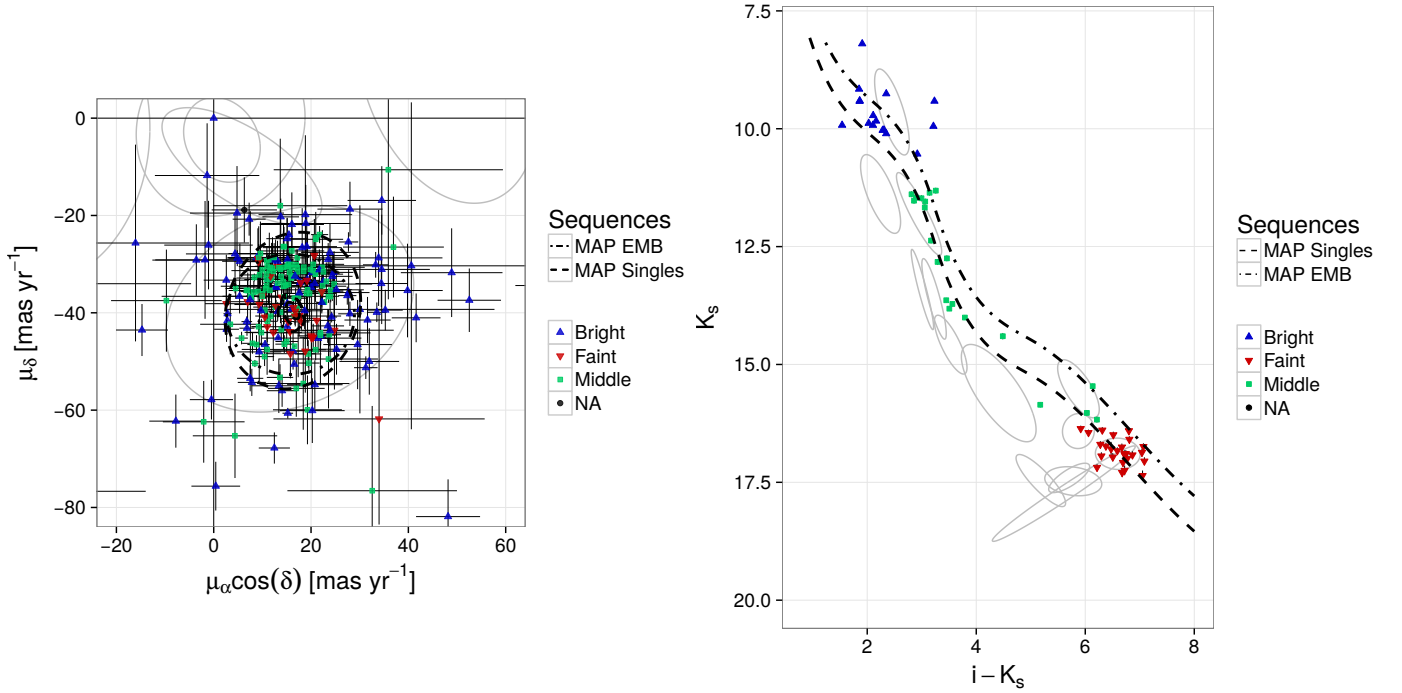 0
−20
−40
−60
−80
−20
0
20
40
60
μδ [mas yr−1]
μαcos(δ) [mas yr−1]
Sequences
MAP EMB
MAP Singles
Bright
Faint
Middle
NA
7.5
10.0
12.5
15.0
17.5
20.0
2
4
6
8
Ks
i − Ks
Sequences
MAP Singles
MAP EMB
Bright
Faint
Middle
NA